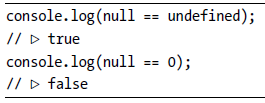 console.log(null == undefined);
// ▷ true
console.log(null == 0);
// ▷ false